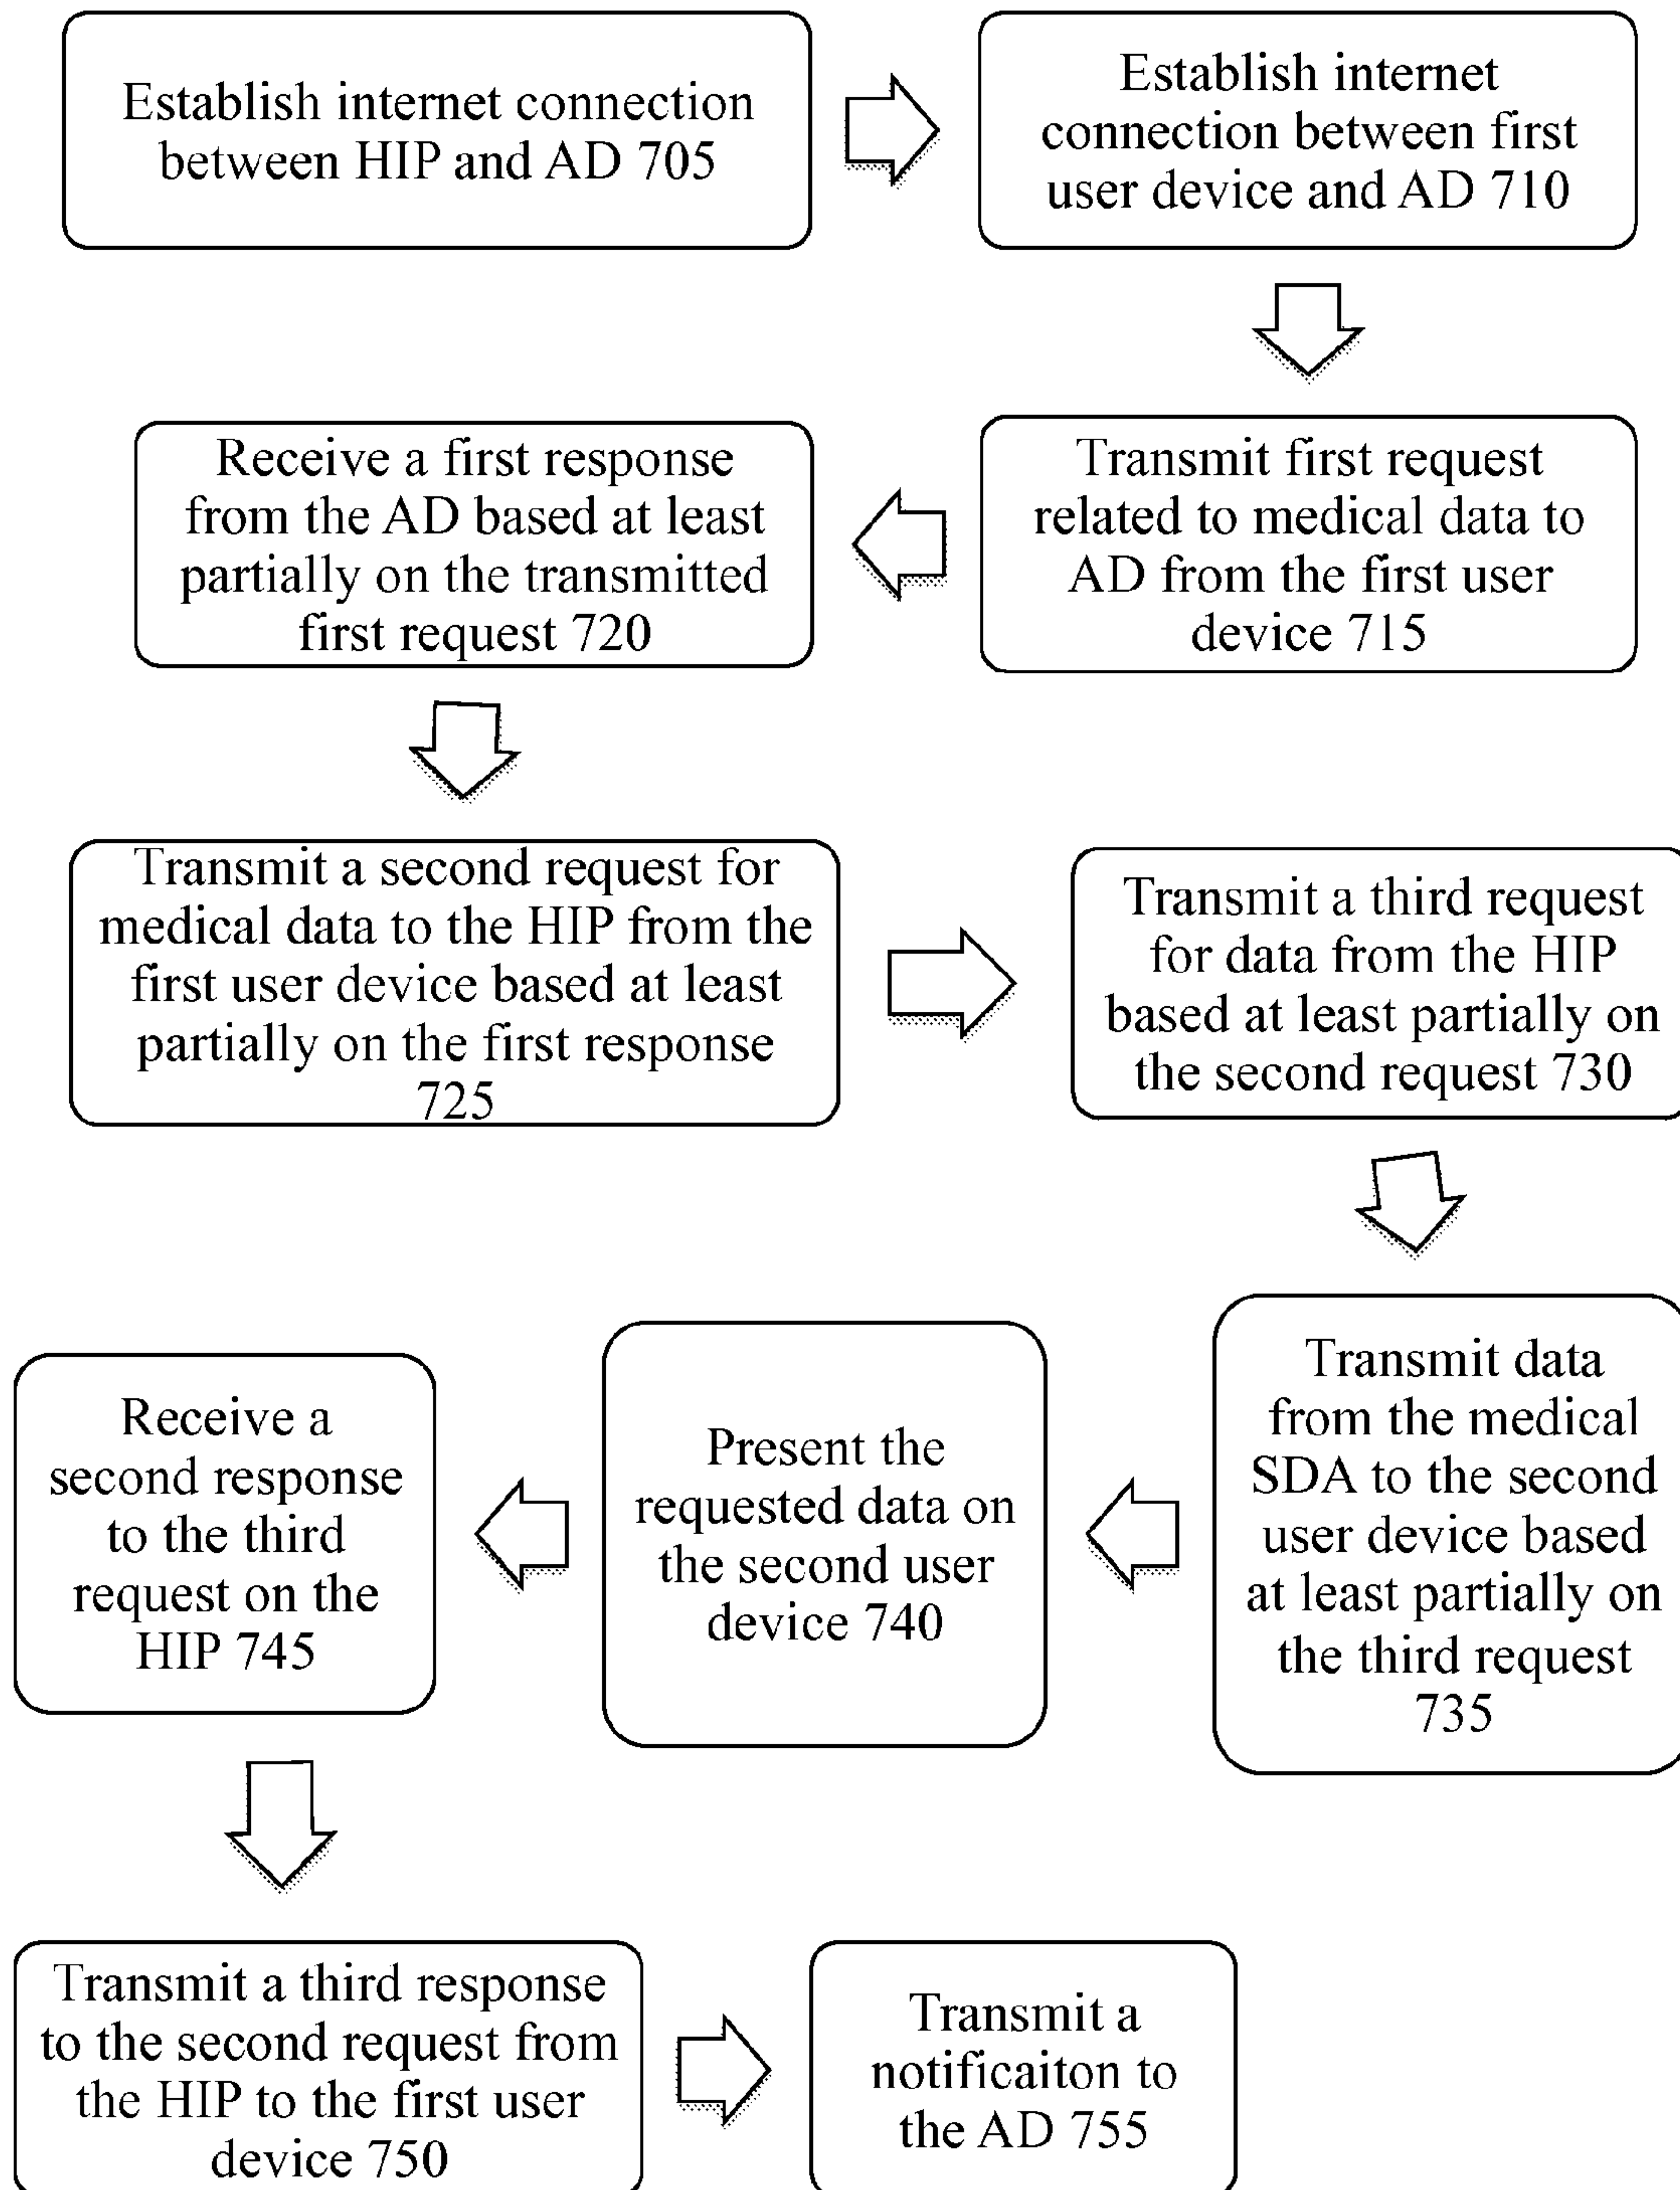 Establish internet connection
between HIP and AD 705
Establish internet
connection between first
user device and AD 710
Transmit first request
related to medical data to
AD from the first user
device 715
Receive a first response
from the AD based at least
partially on the transmitted
first request 720
Transmit a second request for
medical data to the HIP from the
first user device based at least
partially on the first response
725
Transmit a third request
for data from the HIP
based at least partially on
the second request 730
Transmit data
from the medical
SDA to the second
user device based
at least partially on
the third request
735
Present the
requested data on
the second user
device 740
Receive a
second response
to the third
request on the
HIP 745
Transmit a third response
to the second request from
the HIP to the first user
device 750
Transmit a
notificaiton to
the AD 755